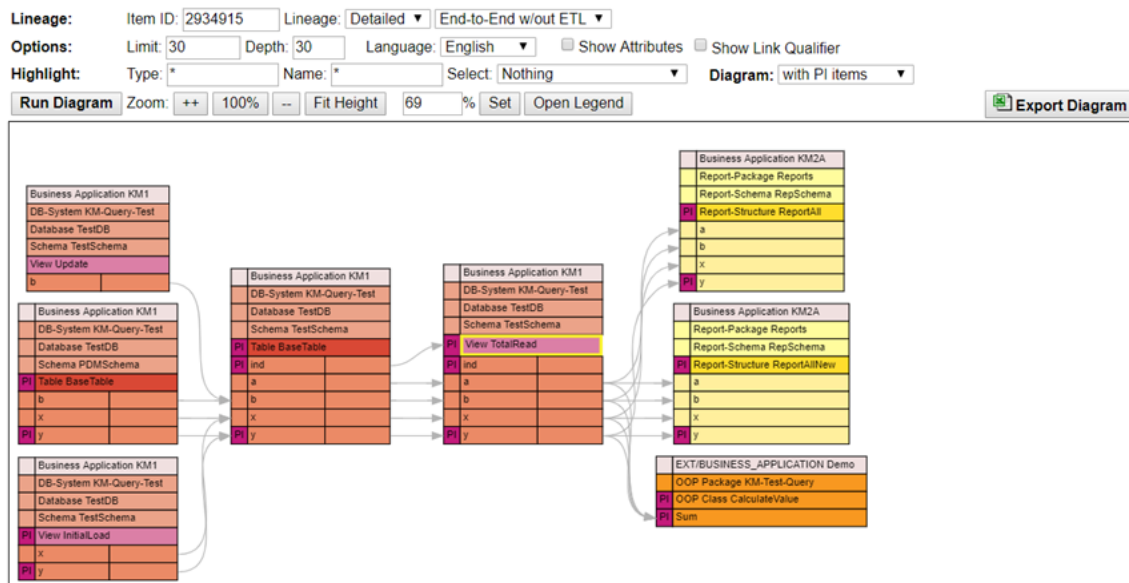 Lineage: Item ID: 2934915 Lineage: Detailed End-to-End w/out ETL
Options: Limit: 30 Depth: 30 Language: English Show Attributes Show Link Qualifier
Highlight: Type: * Name: * Select: Nothing Diagram: with PI items
Run Diagram Zoom: ++ 100% -- Fit Height 69 % Set Open Legend Export Diagram
Business Application KM1
DB-System KM-Query-Test
Database TestDB
Schema TestSchema
View Update
b
Business Application KM1
DB-System KM-Query-Test
Database TestDB
Schema PDMSchema
PI Table BaseTable
b
x
PI y
Business Application KM1
DB-System KM-Query-Test
Database TestDB
Schema TestSchema
PI View InitialLoad
x
PI y
Business Application KM1
DB-System KM-Query-Test
Database TestDB
Schema TestSchema
PI Table BaseTable
PI ind
a
b
x
PI y
Business Application KM1
DB-System KM-Query-Test
Database TestDB
Schema TestSchema
PI View TotalRead
PI ind
a
b
x
PI y
Business Application KM2A
Report-Package Reports
Report-Schema RepSchema
PI Report-Structure ReportAll
a
b
x
PI y
Business Application KM2A
Report-Package Reports
Report-Schema RepSchema
PI Report-Structure ReportAllNew
a
b
x
PI y
EXT/BUSINESS_APPLICATION Demo
OOP Package KM-Test-Query
PI OOP Class CalculateValue
PI Sum